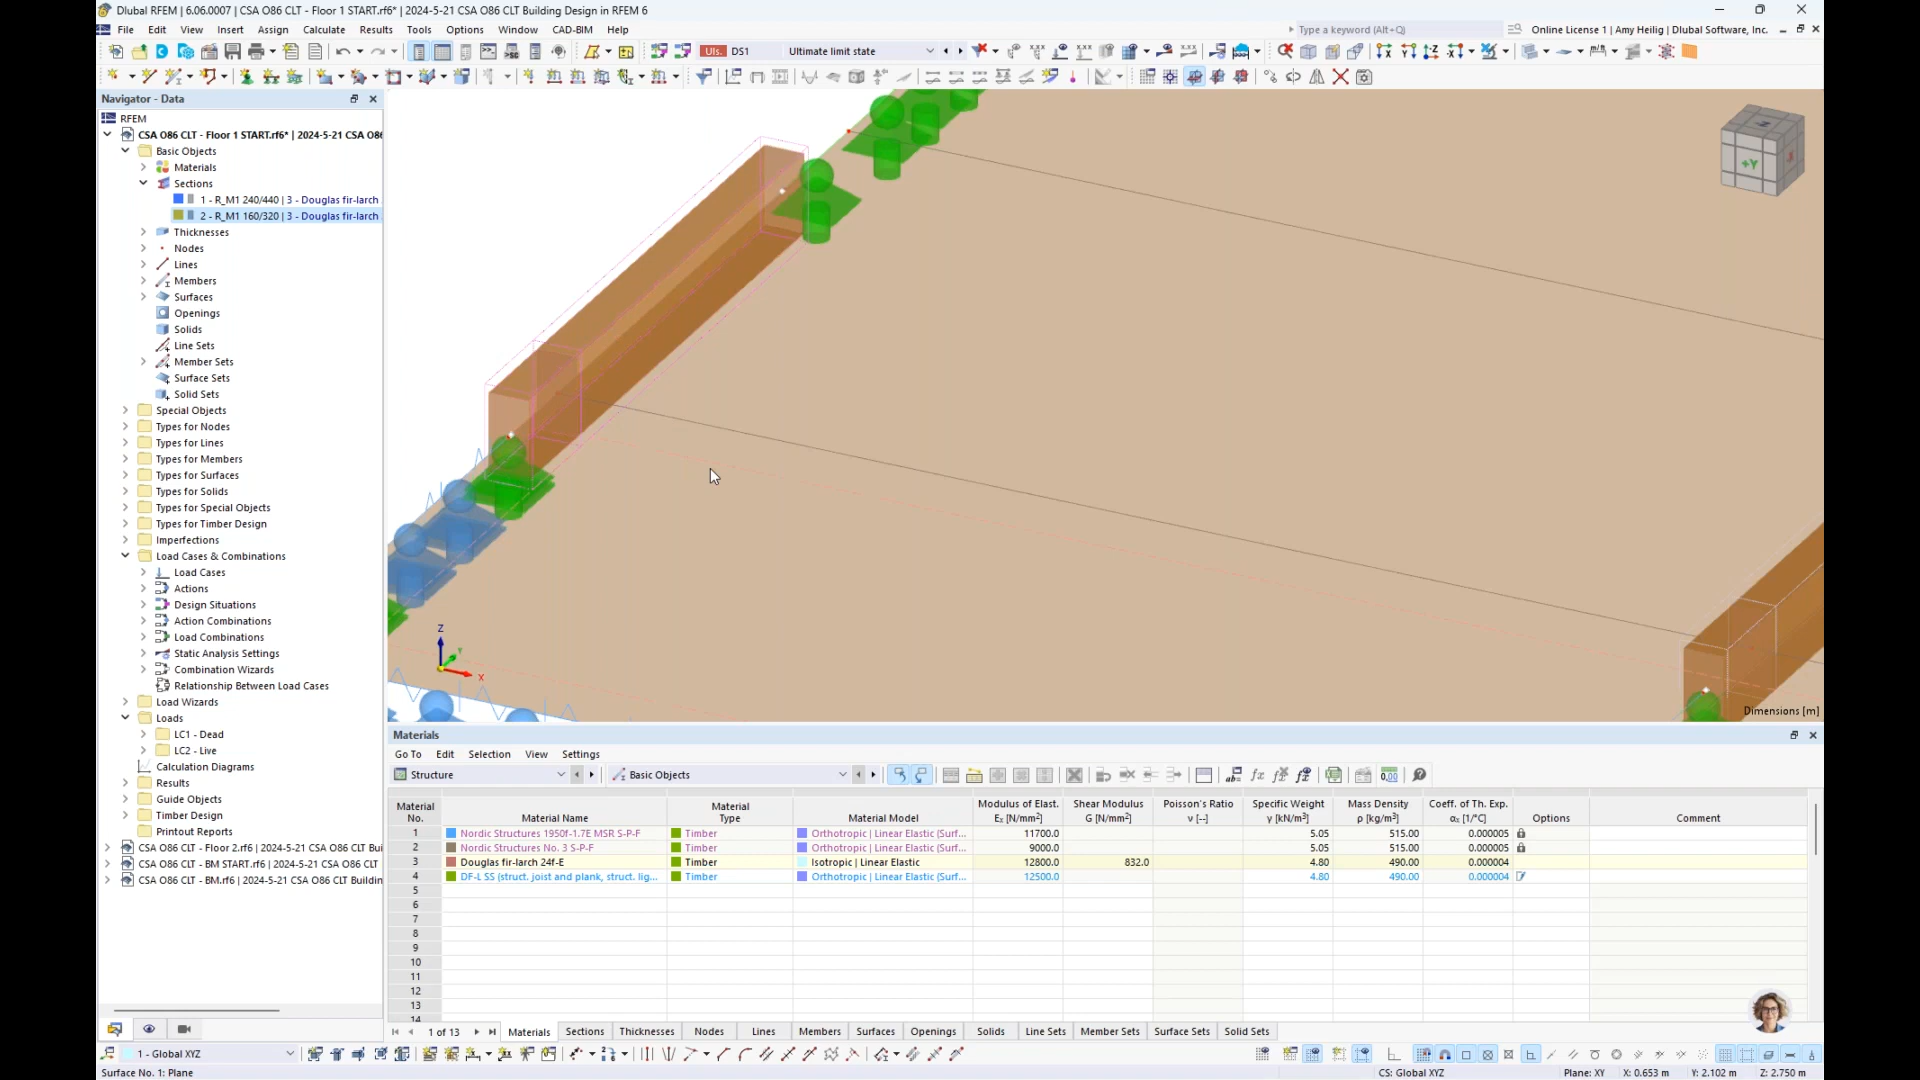 Dlubal RFEM | 6.06.0007 | CSA O86 CLT - Floor 1 START.rf6* | 2024-5-21 CSA O86 CLT Building Design in RFEM 6
File Edit View Insert Assign Calculate Results Tools Options Window CAD-BIM Help Type a keyword (Alt+Q) Online License 1 | Amy Heilig | Dlubal Software, Inc.
Uls. DS1 Ultimate limit state
Navigator - Data
RFEM
CSA O86 CLT - Floor 1 START.rf6* | 2024-5-21 CSA O86
Basic Objects
Materials
Sections
1 - R_M1 240/440 | 3 - Douglas fir-larch
2 - R_M1 160/320 | 3 - Douglas fir-larch
Thicknesses
Nodes
Lines
Members
Surfaces
Openings
Solids
Line Sets
Member Sets
Surface Sets
Solid Sets
Special Objects
Types for Nodes
Types for Lines
Types for Members
Types for Surfaces
Types for Solids
Types for Special Objects
Types for Timber Design
Imperfections
Load Cases & Combinations
Load Cases
Actions
Design Situations
Action Combinations
Load Combinations
Static Analysis Settings
Combination Wizards
Relationship Between Load Cases
Load Wizards
Loads
LC1 - Dead
LC2 - Live
Calculation Diagrams
Results
Guide Objects
Timber Design
Printout Reports
CSA O86 CLT - Floor 2.rf6 | 2024-5-21 CSA O86 CLT Bui
CSA O86 CLT - BM START.rf6 | 2024-5-21 CSA O86 CLT
CSA O86 CLT - BM.rf6 | 2024-5-21 CSA O86 CLT Buildin
+Y
Z
Y
X
Dimensions [m]
Materials
Go To Edit Selection View Settings
Structure Basic Objects
Material No. Material Name Material Type Material Model Modulus of Elast. Eₓ [N/mm²] Shear Modulus G [N/mm²] Poisson's Ratio ν [--] Specific Weight γ [kN/m³] Mass Density ρ [kg/m³] Coeff. of Th. Exp. αₓ [1/°C] Options Comment
1 Nordic Structures 1950f-1.7E MSR S-P-F Timber Orthotropic | Linear Elastic (Surf... 11700.0 5.05 515.00 0.000005
2 Nordic Structures No. 3 S-P-F Timber Orthotropic | Linear Elastic (Surf... 9000.0 5.05 515.00 0.000005
3 Douglas fir-larch 24f-E Timber Isotropic | Linear Elastic 12800.0 832.0 4.80 490.00 0.000004
4 DF-L SS (struct. joist and plank, struct. lig... Timber Orthotropic | Linear Elastic (Surf... 12500.0 4.80 490.00 0.000004
5
6
7
8
9
10
11
12
13
14
1 of 13 Materials Sections Thicknesses Nodes Lines Members Surfaces Openings Solids Line Sets Member Sets Surface Sets Solid Sets
1 - Global XYZ
Surface No. 1: Plane CS: Global XYZ Plane: XY X: 0.653 m Y: 2.102 m Z: 2.750 m